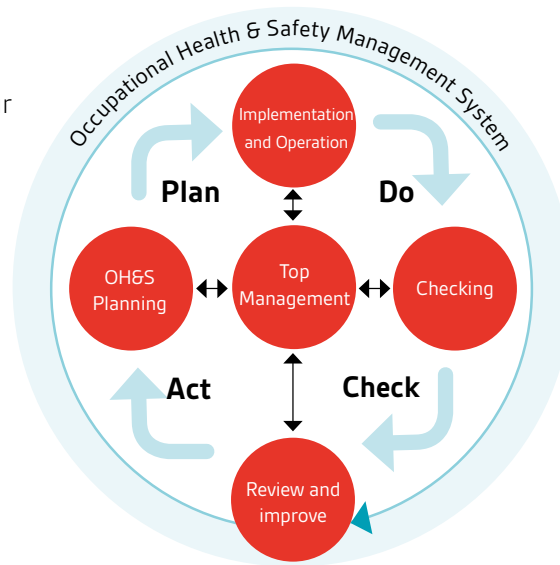 Occupational Health & Safety Management System
r
Implementation
and Operation
Plan
Do
OH&S
Planning
Top
Management
Checking
Act
Check
Review and
improve